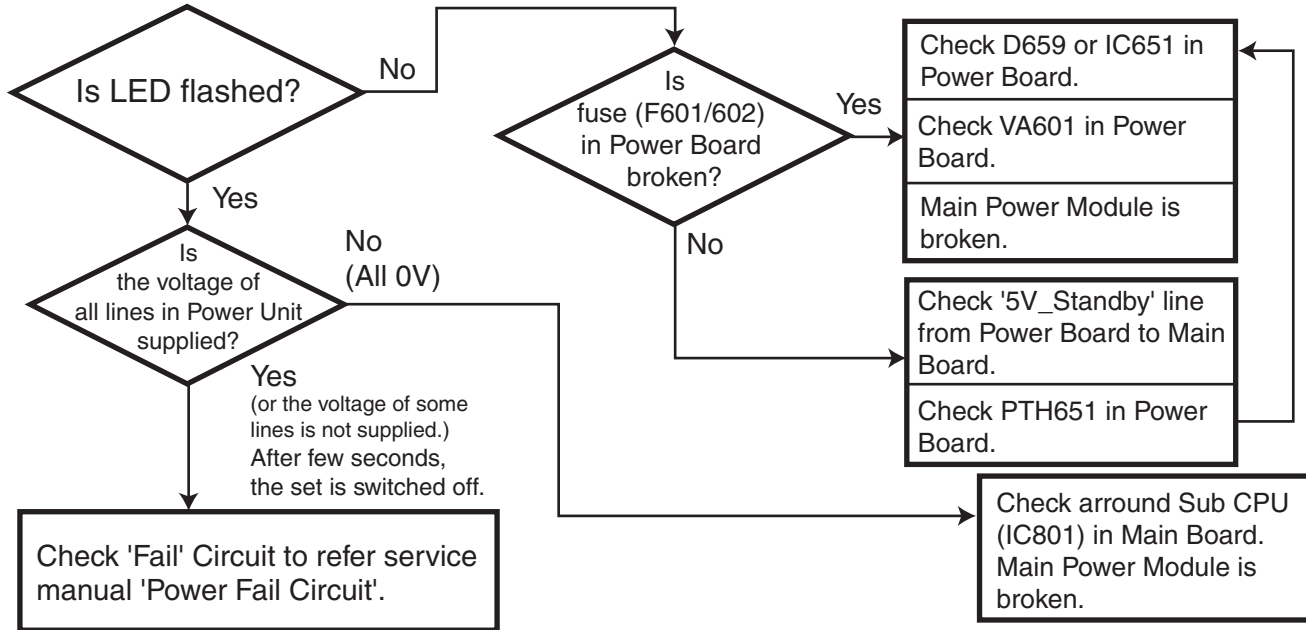 Is LED flashed?
No
Yes
Is
fuse (F601/602)
in Power Board
broken?
Yes
No
Check D659 or IC651 in
Power Board.
Check VA601 in Power
Board.
Main Power Module is
broken.
Is
the voltage of
all lines in Power Unit
supplied?
No
(All 0V)
Yes
(or the voltage of some
lines is not supplied.)
After few seconds,
the set is switched off.
Check '5V_Standby' line
from Power Board to Main
Board.
Check PTH651 in Power
Board.
Check 'Fail' Circuit to refer service
manual 'Power Fail Circuit'.
Check arround Sub CPU
(IC801) in Main Board.
Main Power Module is
broken.